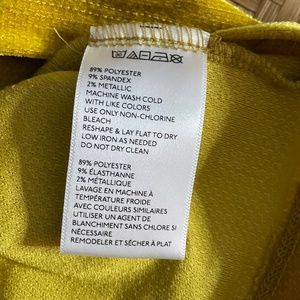 89% POLYESTER
9% SPANDEX
2% METALLIC
MACHINE WASH COLD
WITH LIKE COLORS
USE ONLY NON-CHLORINE
BLEACH
RESHAPE & LAY FLAT TO DRY
LOW IRON AS NEEDED
DO NOT DRY CLEAN
89% POLYESTER
9% ÉLASTHANNE
2% MÉTALLIQUE
LAVAGE EN MACHINE À
TEMPÉRATURE FROIDE
AVEC COULEURS SIMILAIRES
UTILISER UN AGENT DE
BLANCHIMENT SANS CHLORE SI
NÉCESSAIRE
REMODELER ET SÉCHER À PLAT